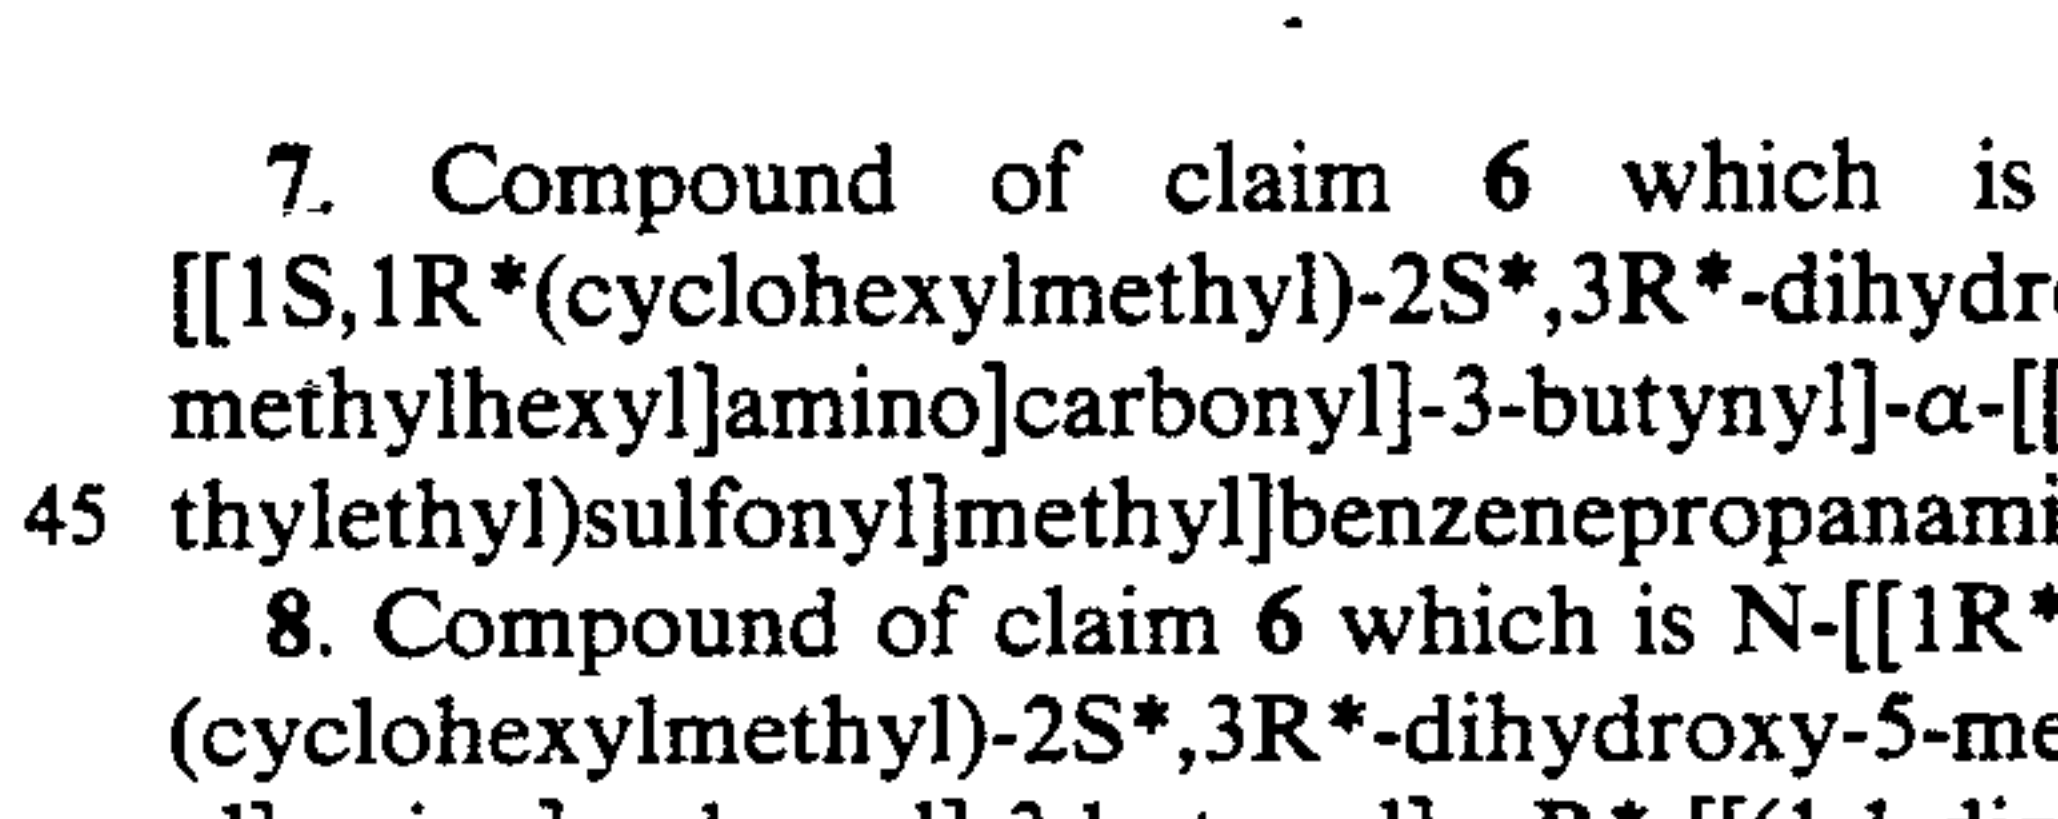 7. Compound of claim 6 which is
[[1S,1R*(cyclohexylmethyl)-2S*,3R*-dihydr
methylhexyl]amino]carbonyl]-3-butynyl]-α-[[
45 thylethyl)sulfonyl]methyl]benzenepropanami
8. Compound of claim 6 which is N-[[1R*
(cyclohexylmethyl)-2S*,3R*-dihydroxy-5-me